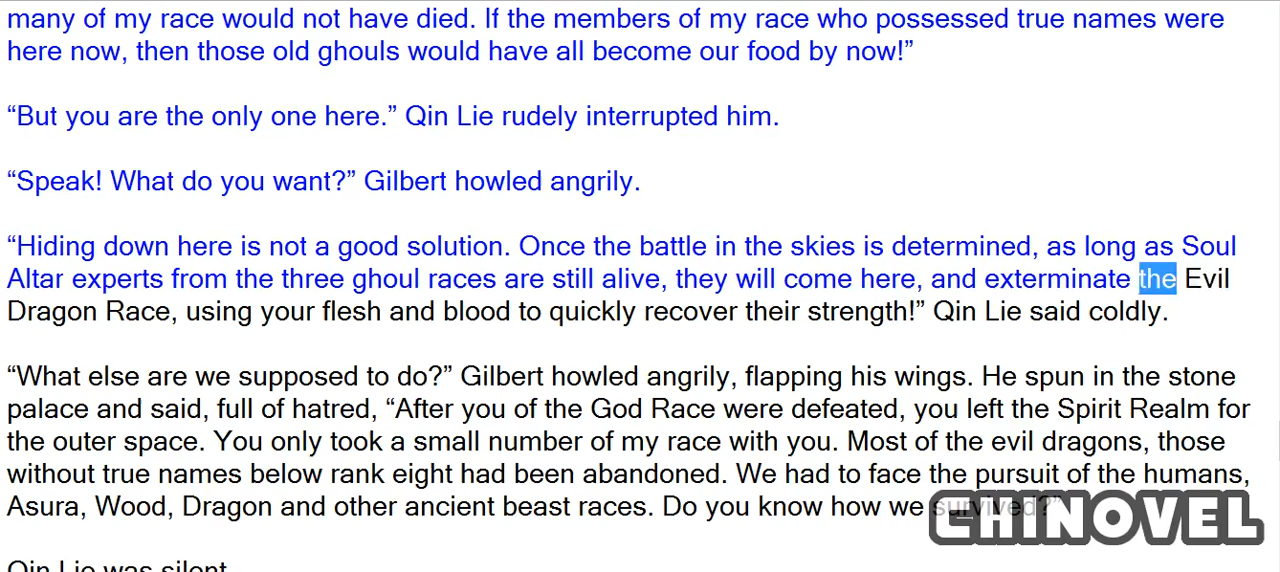 many of my race would not have died. If the members of my race who possessed true names were
here now, then those old ghouls would have all become our food by now!”
“But you are the only one here.” Qin Lie rudely interrupted him.
“Speak! What do you want?” Gilbert howled angrily.
“Hiding down here is not a good solution. Once the battle in the skies is determined, as long as Soul
Altar experts from the three ghoul races are still alive, they will come here, and exterminate the Evil
Dragon Race, using your flesh and blood to quickly recover their strength!” Qin Lie said coldly.
“What else are we supposed to do?” Gilbert howled angrily, flapping his wings. He spun in the stone
palace and said, full of hatred, “After you of the God Race were defeated, you left the Spirit Realm for
the outer space. You only took a small number of my race with you. Most of the evil dragons, those
without true names below rank eight had been abandoned. We had to face the pursuit of the humans,
Asura, Wood, Dragon and other ancient beast races. Do you know how we survived?”
CHINOVEL
Qin Lie was silent.